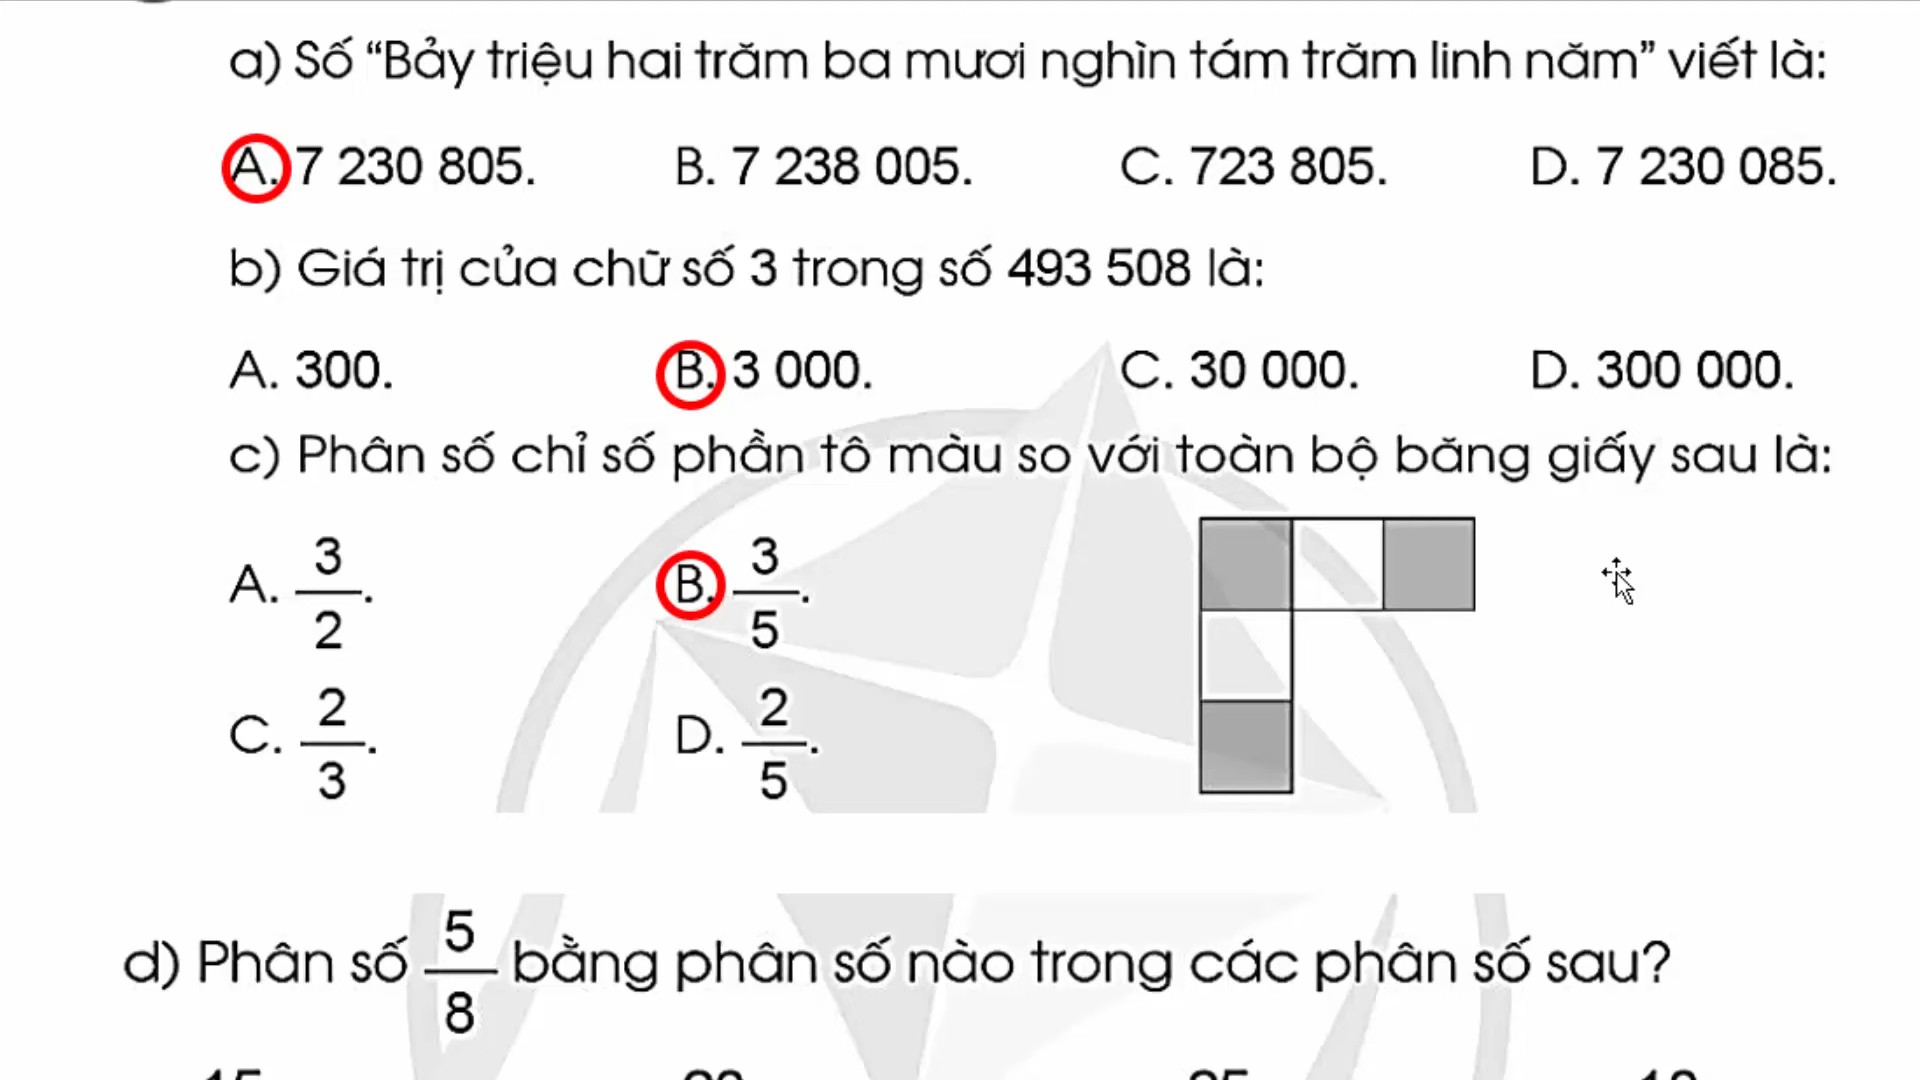 a) Số “Bảy triệu hai trăm ba mươi nghìn tám trăm linh năm” viết là:
A. 7 230 805. B. 7 238 005. C. 723 805. D. 7 230 085.
b) Giá trị của chữ số 3 trong số 493 508 là:
A. 300. B. 3 000. C. 30 000. D. 300 000.
c) Phân số chỉ số phần tô màu so với toàn bộ băng giấy sau là:
A. 3/2. B. 3/5.
C. 2/3. D. 2/5.
d) Phân số 5/8 bằng phân số nào trong các phân số sau?